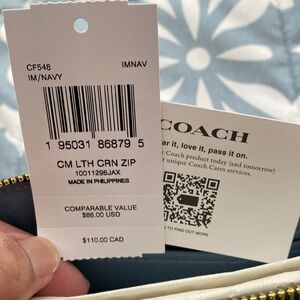 CF548 IMNAV
IM/NAVY
1 95031 86879 5
CM LTH CRN ZIP
10011296JAX
MADE IN PHILIPPINES
COMPARABLE VALUE
$88.00 USD
$110.00 CAD
COACH
ar it, love it, pass it on.
Coach product today (and tomorrow)
unique Coach Cares services.
TO FIND OUT MORE